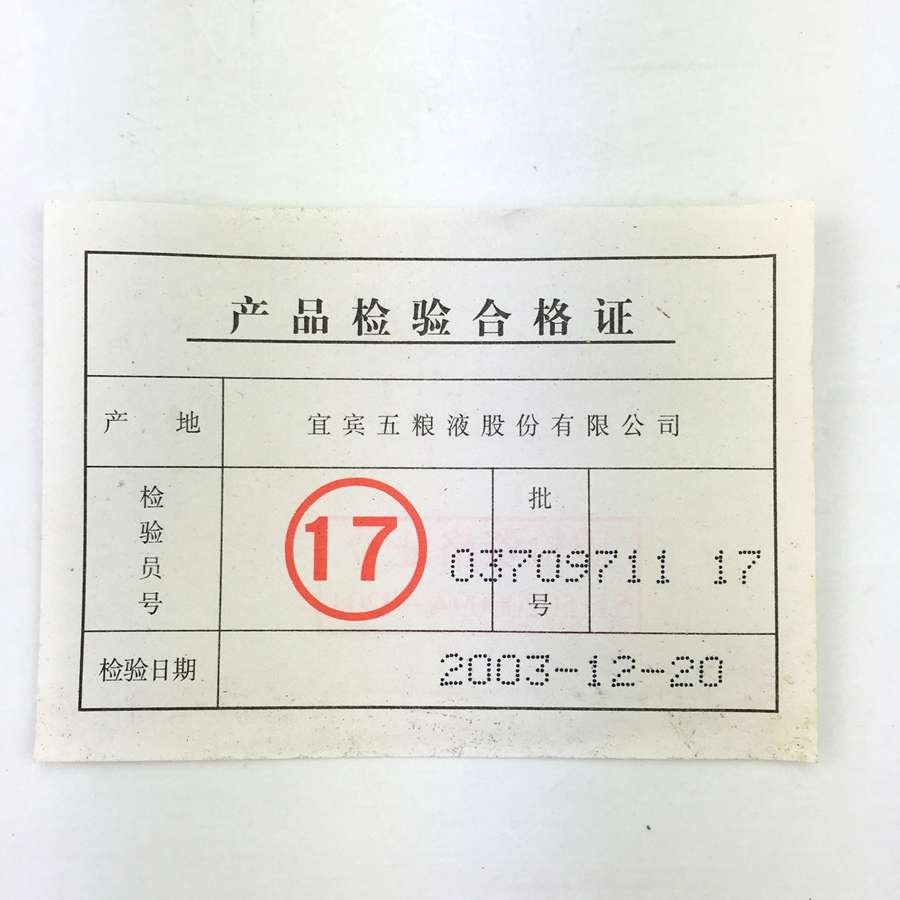 产品检验合格证
产地 宜宾五粮液股份有限公司
检验员号 17 批号 03709711 17
检验日期 2003-12-20